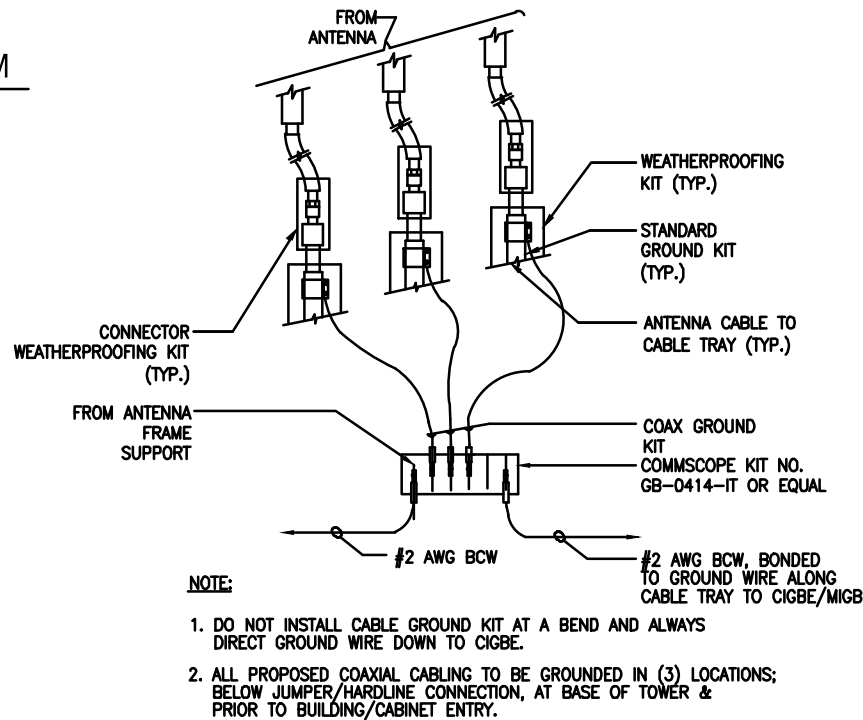 M
FROM
ANTENNA
WEATHERPROOFING
KIT (TYP.)
STANDARD
GROUND KIT
(TYP.)
ANTENNA CABLE TO
CABLE TRAY (TYP.)
CONNECTOR
WEATHERPROOFING KIT
(TYP.)
FROM ANTENNA
FRAME
SUPPORT
COAX GROUND
KIT
COMMSCOPE KIT NO.
GB-0414-IT OR EQUAL
#2 AWG BCW
#2 AWG BCW, BONDED
TO GROUND WIRE ALONG
CABLE TRAY TO CIGBE/MIGB
NOTE:
1. DO NOT INSTALL CABLE GROUND KIT AT A BEND AND ALWAYS
DIRECT GROUND WIRE DOWN TO CIGBE.
2. ALL PROPOSED COAXIAL CABLING TO BE GROUNDED IN (3) LOCATIONS;
BELOW JUMPER/HARDLINE CONNECTION, AT BASE OF TOWER &
PRIOR TO BUILDING/CABINET ENTRY.